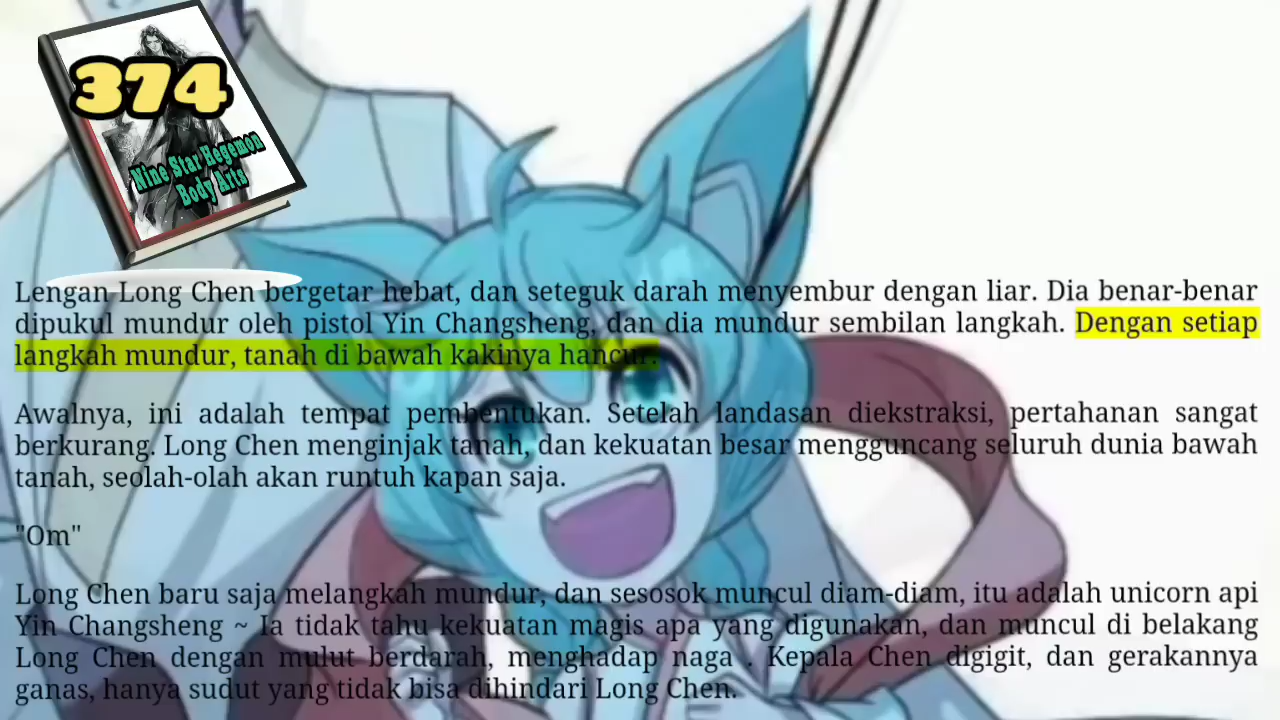 374
Nine Star Hegemon
Body Arts
Lengan Long Chen bergetar hebat, dan seteguk darah menyembur dengan liar. Dia benar-benar
dipukul mundur oleh pistol Yin Changsheng, dan dia mundur sembilan langkah. Dengan setiap
langkah mundur, tanah di bawah kakinya hancur.
Awalnya, ini adalah tempat pembentukan. Setelah landasan diekstraksi, pertahanan sangat
berkurang. Long Chen menginjak tanah, dan kekuatan besar mengguncang seluruh dunia bawah
tanah, seolah-olah akan runtuh kapan saja.
"Om"
Long Chen baru saja melangkah mundur, dan sesosok muncul diam-diam, itu adalah unicorn api
Yin Changsheng ~ Ia tidak tahu kekuatan magis apa yang digunakan, dan muncul di belakang
Long Chen dengan mulut berdarah, menghadap naga . Kepala Chen digigit, dan gerakannya
ganas, hanya sudut yang tidak bisa dihindari Long Chen.